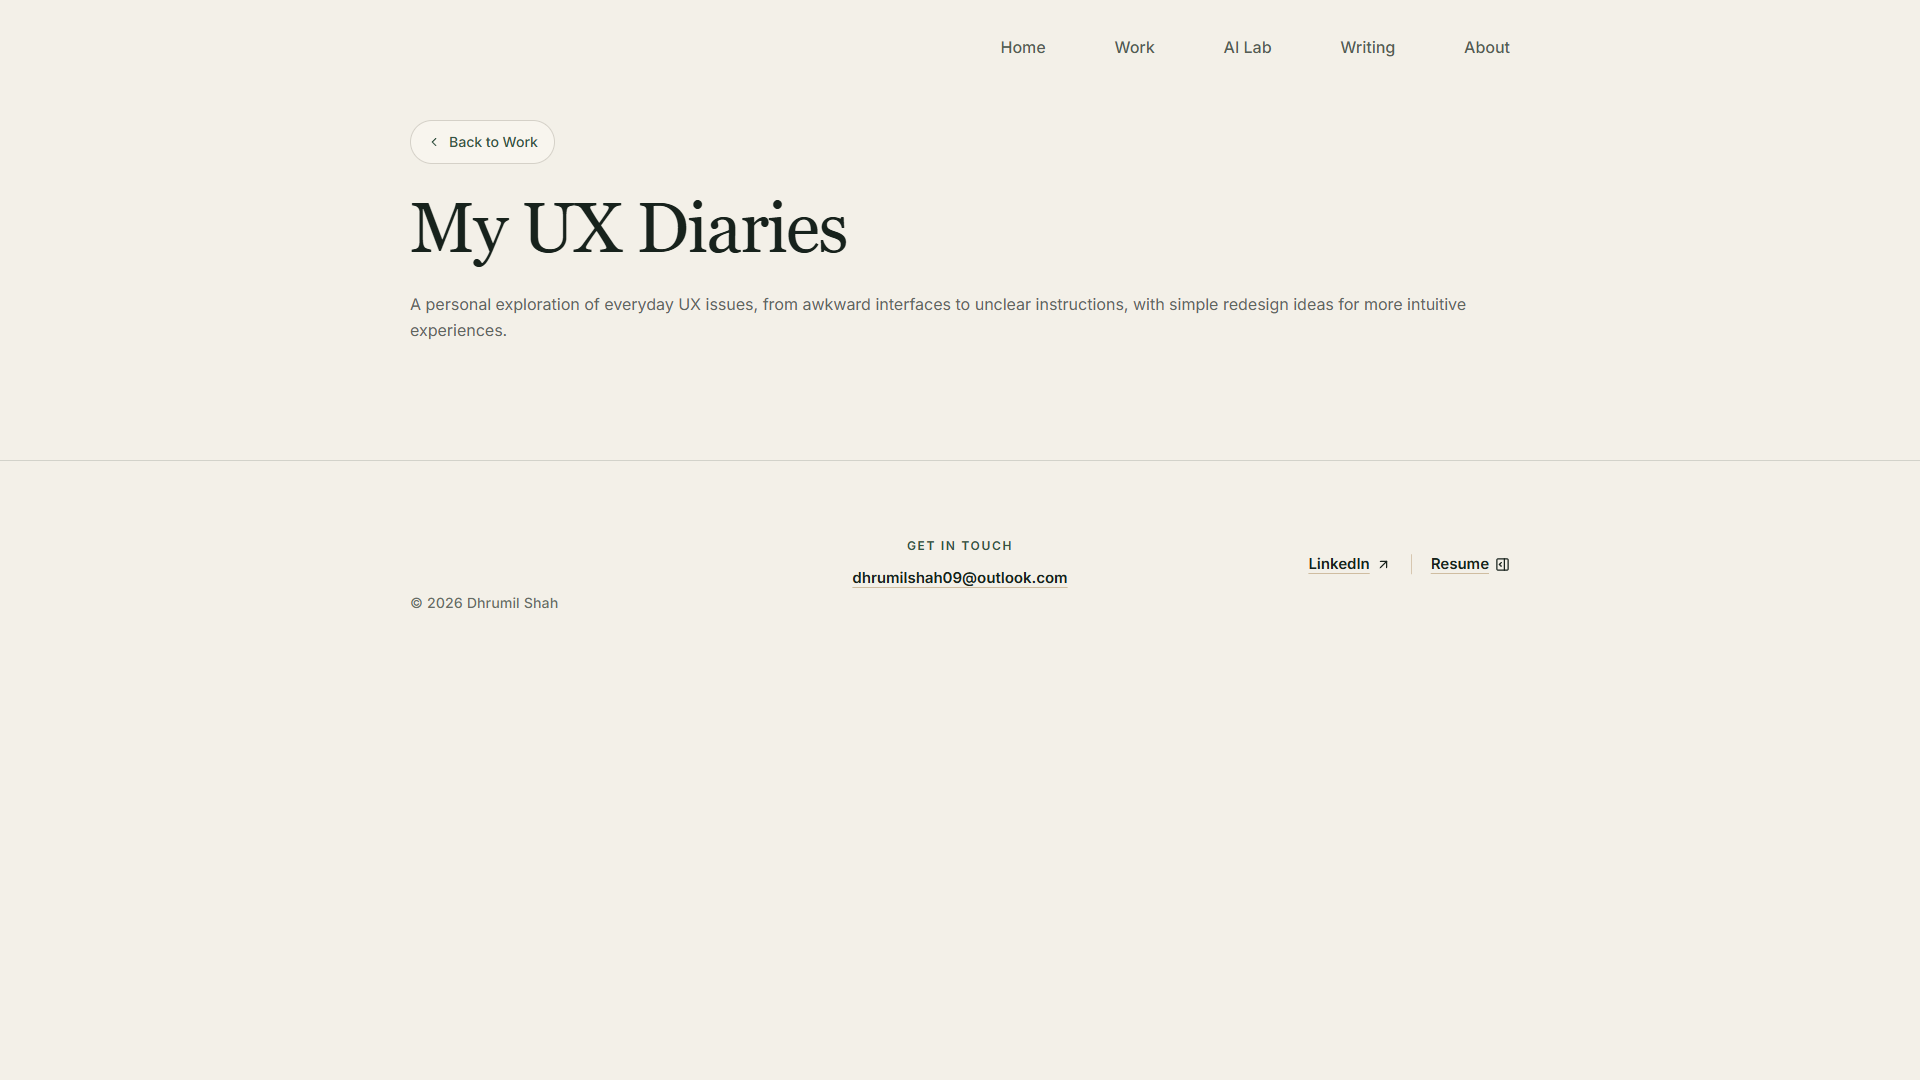 Home
Work
AI Lab
Writing
About
Back to Work
My UX Diaries
A personal exploration of everyday UX issues, from awkward interfaces to unclear instructions, with simple redesign ideas for more intuitive
experiences.
GET IN TOUCH
dhrumilshah09@outlook.com
LinkedIn
Resume
© 2026 Dhrumil Shah